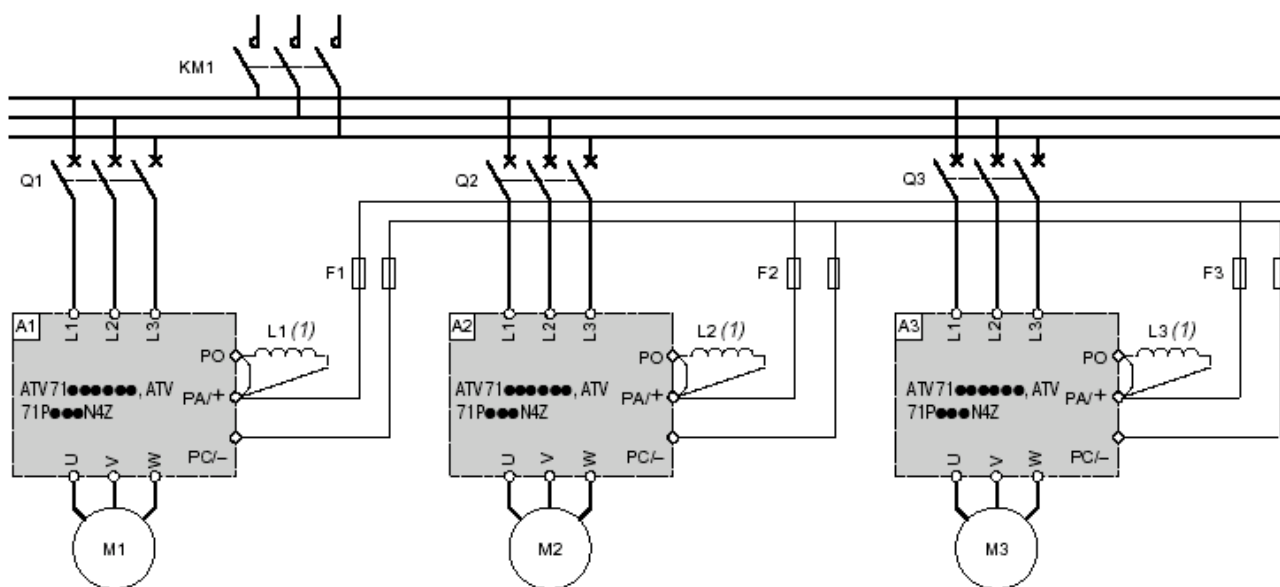 KM1
Q1
Q2
Q3
F1
F2
F3
A1
L1
L2
L3
L1 (1)
PO
ATV71●●●●●●, ATV
71P●●●N4Z
PA/+
PC/–
U
V
W
M1
A2
L1
L2
L3
L2 (1)
PO
ATV71●●●●●●, ATV
71P●●●N4Z
PA/+
PC/–
U
V
W
M2
A3
L1
L2
L3
L3 (1)
PO
ATV71●●●●●●, ATV
71P●●●N4Z
PA/+
PC/–
U
V
W
M3